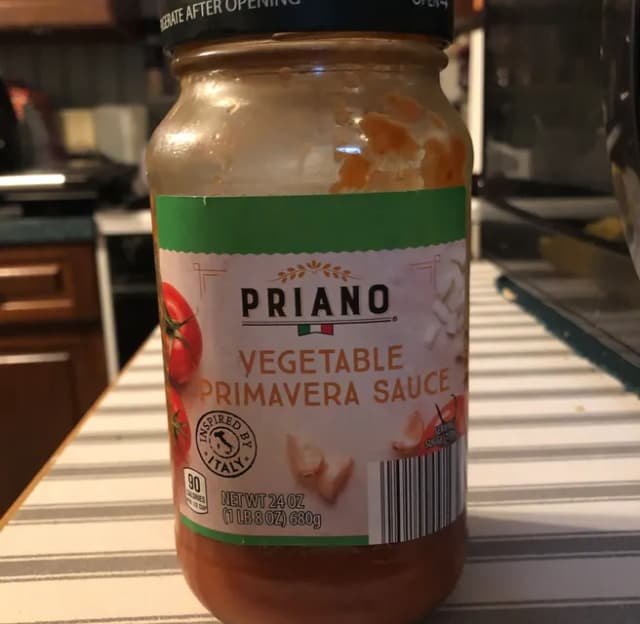 AFTER OPENING
PRIANO
VEGETABLE
PRIMAVERA SAUCE
INSPIRED BY
ITALY
90
CALORIES
NET WT 24 OZ
(1 LB 8 OZ) 680g